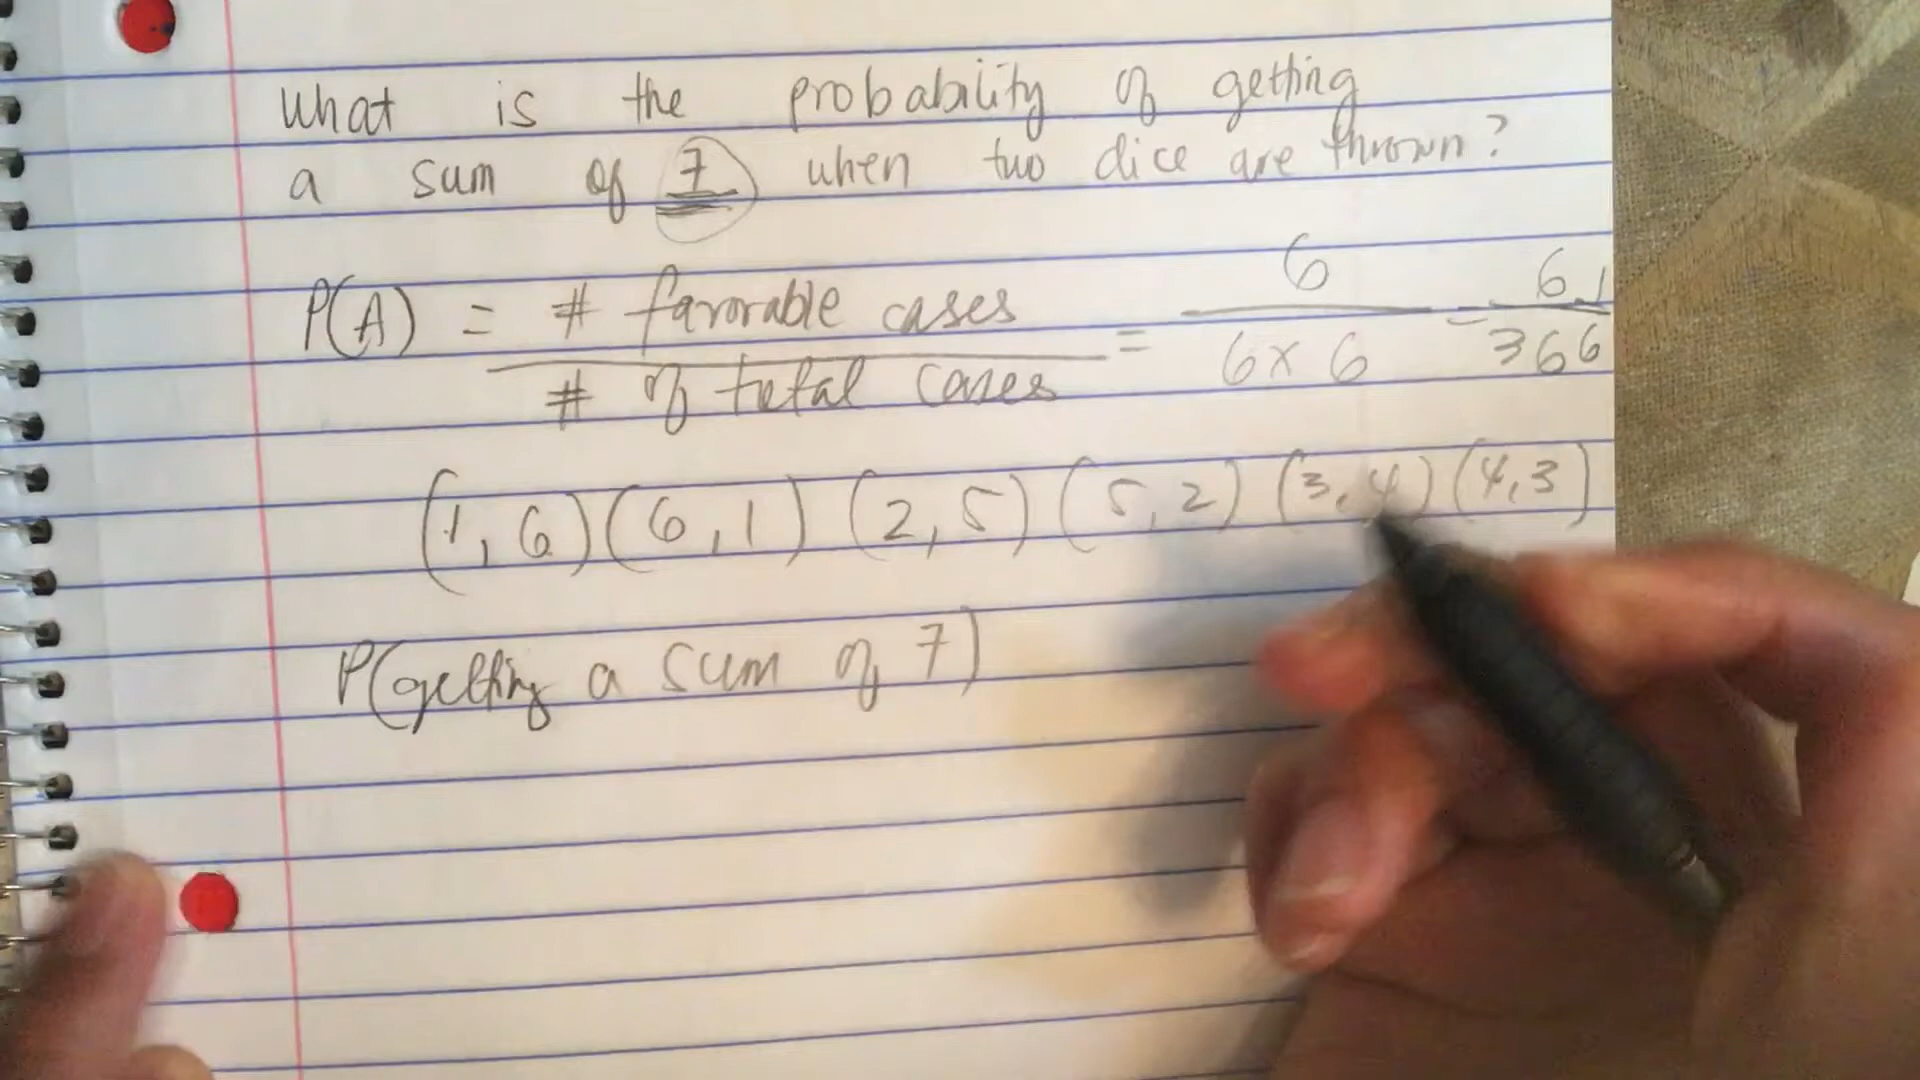 What is the probability of getting
a sum of 7 when two dice are thrown?
P(A) = # favorable cases / # of total cases = 6 / 6 x 6 = 6 1 / 36 6
(1, 6) (6, 1) (2, 5) (5, 2) (3, 4) (4, 3)
P(getting a sum of 7)